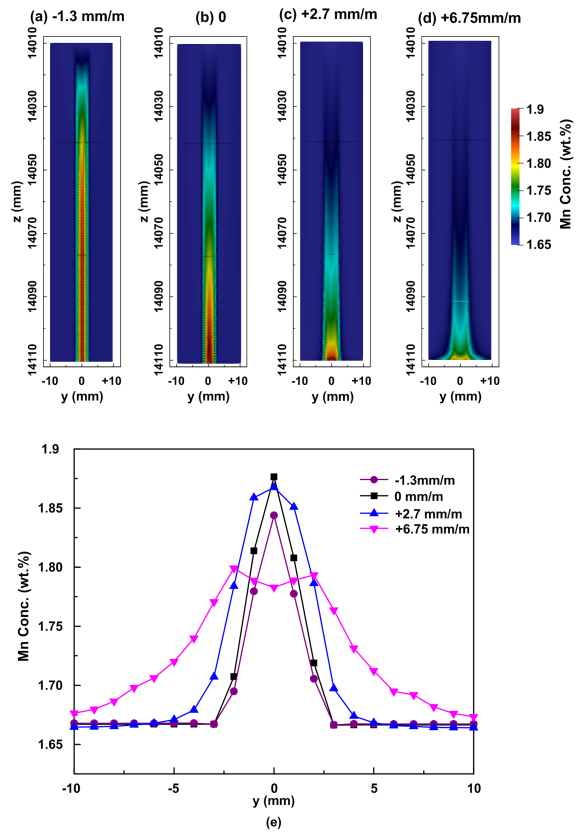 (a) -1.3 mm/m
(b) 0
(c) +2.7 mm/m
(d) +6.75mm/m
z (mm)
14010
14030
14050
14070
14090
14110
-10 0 +10
y (mm)
z (mm)
14010
14030
14050
14070
14090
14110
-10 0 +10
y (mm)
z (mm)
14010
14030
14050
14070
14090
14110
-10 0 +10
y (mm)
z (mm)
14010
14030
14050
14070
14090
14110
-10 0 +10
y (mm)
1.9
1.85
1.80
1.75
1.70
1.65
Mn Conc. (wt.%)
Mn Conc. (wt.%)
1.9
1.85
1.80
1.75
1.70
1.65
-1.3mm/m
0 mm/m
+2.7 mm/m
+6.75 mm/m
-10 -5 0 5 10
y (mm)
(e)